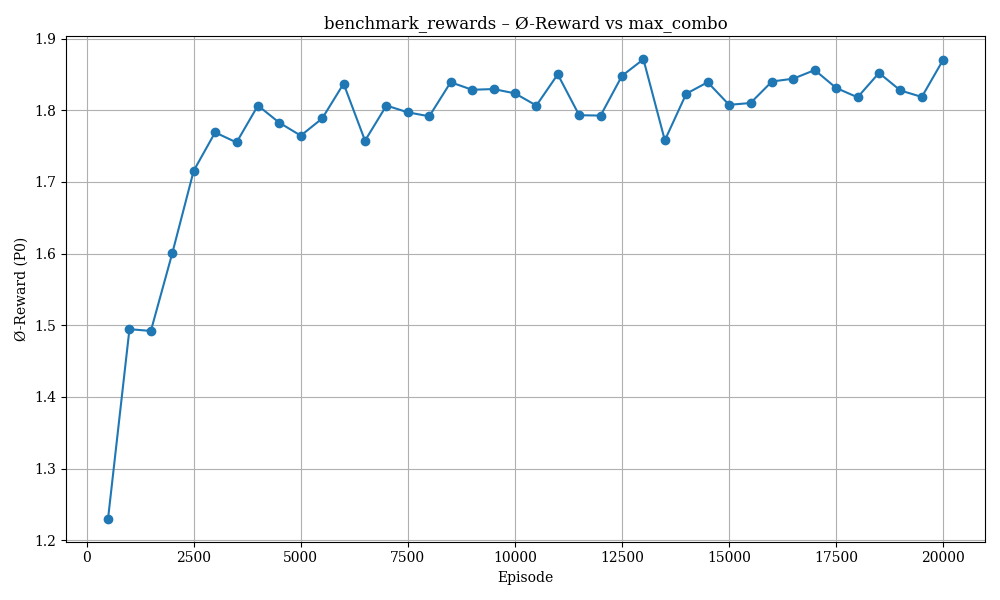 benchmark_rewards – Ø-Reward vs max_combo
1.9
1.8
1.7
1.6
1.5
1.4
1.3
1.2
Ø-Reward (P0)
0 2500 5000 7500 10000 12500 15000 17500 20000
Episode